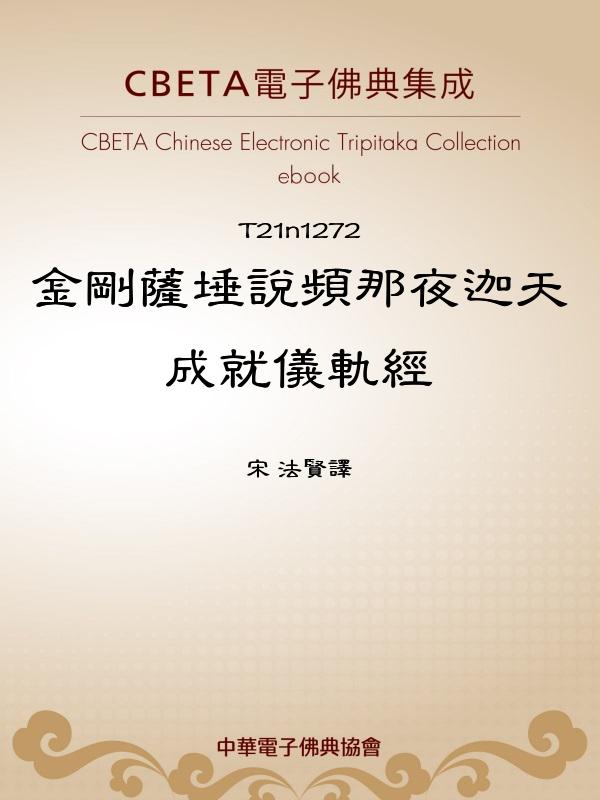 CBETA電子佛典集成
CBETA Chinese Electronic Tripitaka Collection
ebook
T21n1272
金剛薩埵說頻那夜迦天
成就儀軌經
宋 法賢譯
中華電子佛典協會